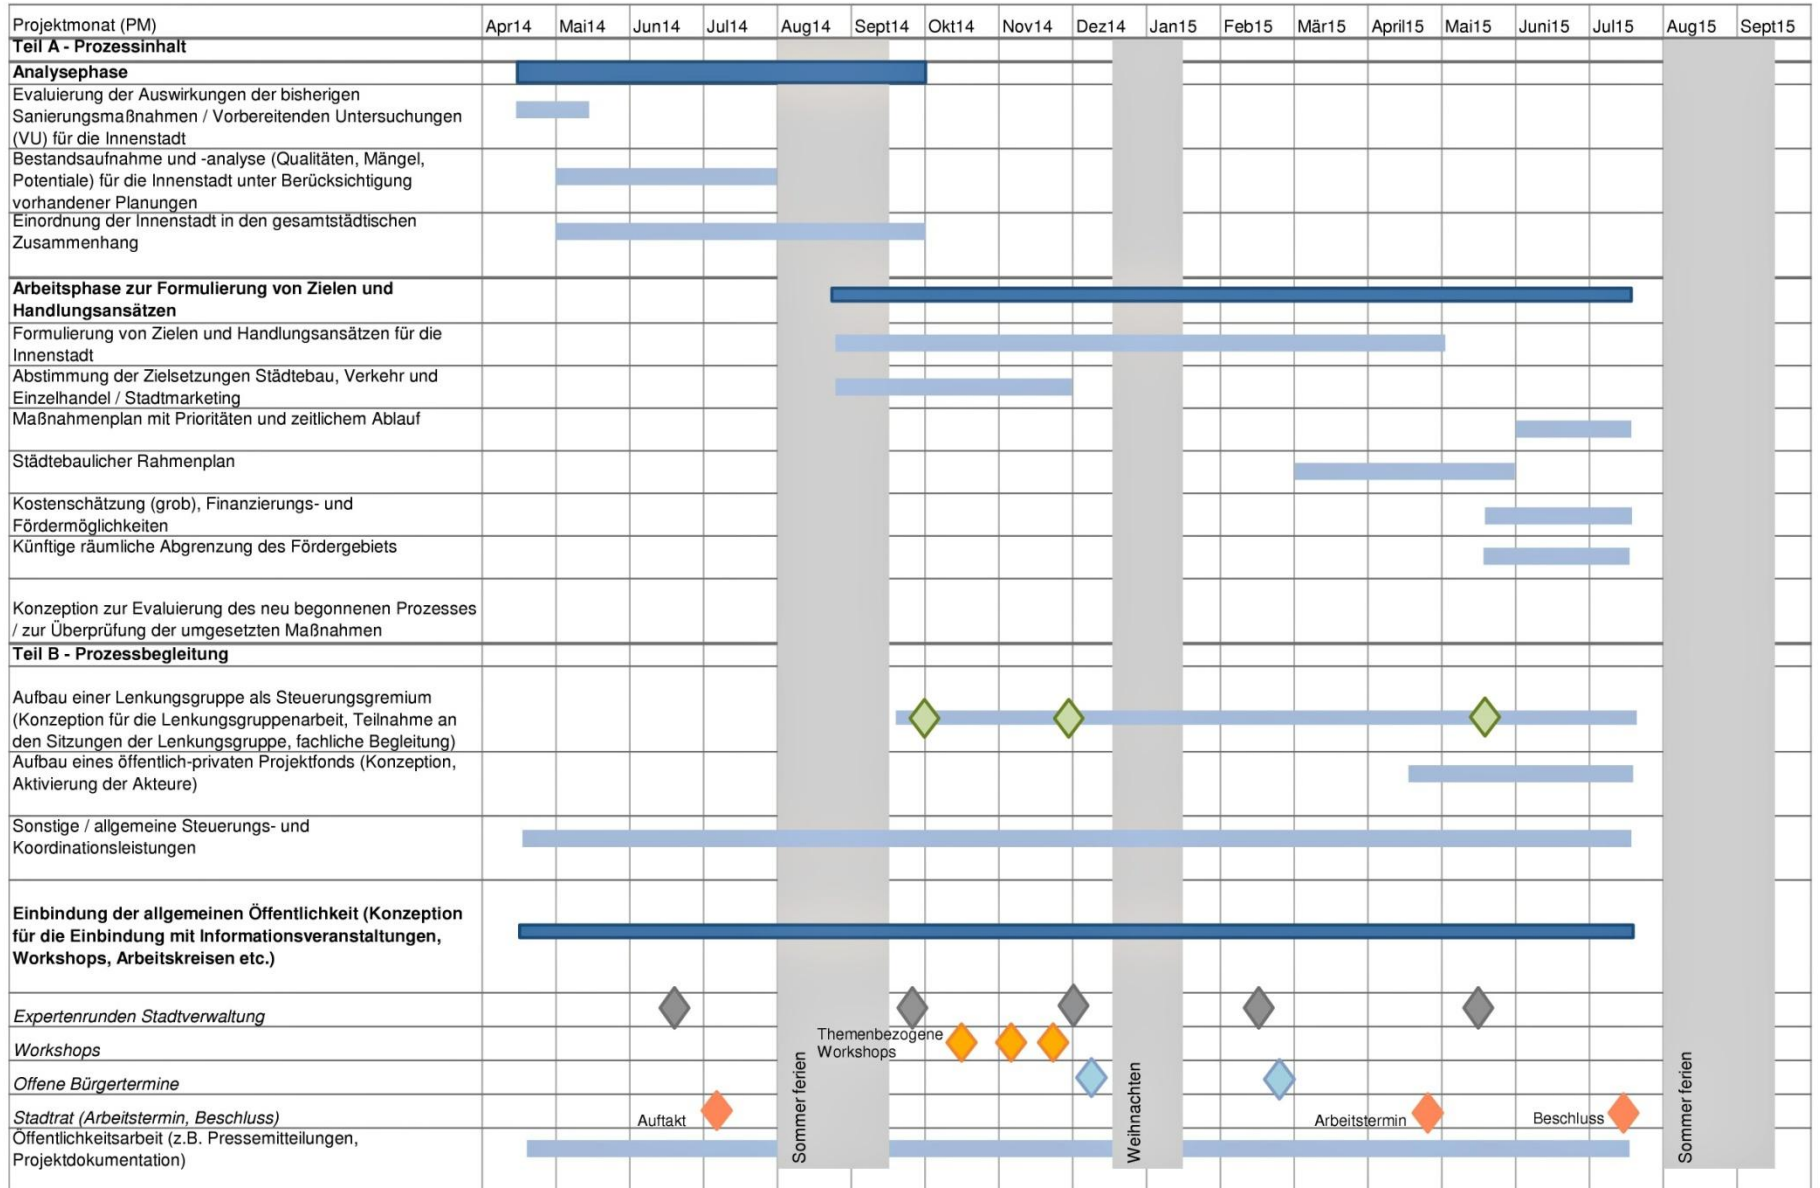 Projektmonat (PM) Apr14 Mai14 Jun14 Jul14 Aug14 Sept14 Okt14 Nov14 Dez14 Jan15 Feb15 Mär15 April15 Mai15 Juni15 Jul15 Aug15 Sept15
Teil A - Prozessinhalt
Analysephase
Evaluierung der Auswirkungen der bisherigen
Sanierungsmaßnahmen / Vorbereitenden Untersuchungen
(VU) für die Innenstadt
Bestandsaufnahme und -analyse (Qualitäten, Mängel,
Potentiale) für die Innenstadt unter Berücksichtigung
vorhandener Planungen
Einordnung der Innenstadt in den gesamtstädtischen
Zusammenhang
Arbeitsphase zur Formulierung von Zielen und
Handlungsansätzen
Formulierung von Zielen und Handlungsansätzen für die
Innenstadt
Abstimmung der Zielsetzungen Städtebau, Verkehr und
Einzelhandel / Stadtmarketing
Maßnahmenplan mit Prioritäten und zeitlichem Ablauf
Städtebaulicher Rahmenplan
Kostenschätzung (grob), Finanzierungs- und
Fördermöglichkeiten
Künftige räumliche Abgrenzung des Fördergebiets
Konzeption zur Evaluierung des neu begonnenen Prozesses
/ zur Überprüfung der umgesetzten Maßnahmen
Teil B - Prozessbegleitung
Aufbau einer Lenkungsgruppe als Steuerungsgremium
(Konzeption für die Lenkungsgruppenarbeit, Teilnahme an
den Sitzungen der Lenkungsgruppe, fachliche Begleitung)
Aufbau eines öffentlich-privaten Projektfonds (Konzeption,
Aktivierung der Akteure)
Sonstige / allgemeine Steuerungs- und
Koordinationsleistungen
Einbindung der allgemeinen Öffentlichkeit (Konzeption
für die Einbindung mit Informationsveranstaltungen,
Workshops, Arbeitskreisen etc.)
Expertenrunden Stadtverwaltung
Workshops
Themenbezogene
Workshops
Offene Bürgertermine
Stadtrat (Arbeitstermin, Beschluss)
Auftakt
Arbeitstermin
Beschluss
Öffentlichkeitsarbeit (z.B. Pressemitteilungen,
Projektdokumentation)
Sommerferien
Weihnachten
Sommerferien